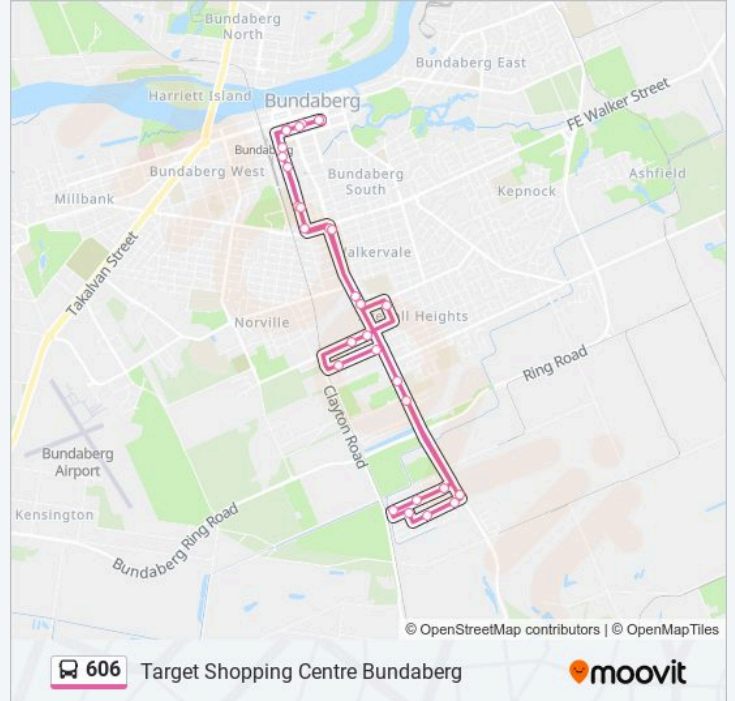 Bundaberg
North
Bundaberg East
Harriett Island
Bundaberg
FE Walker Street
Bundab
Bundaberg West
Bundaberg
South
Ashfield
Millbank
Kepnock
Takalvan Street
alkervale
Norville
ll Heights
Ring Road
Clayton Road
Bundaberg
Airport
Kensington
Bundaberg Ring Road
© OpenStreetMap contributors | © OpenMapTiles
606 Target Shopping Centre Bundaberg
moovit